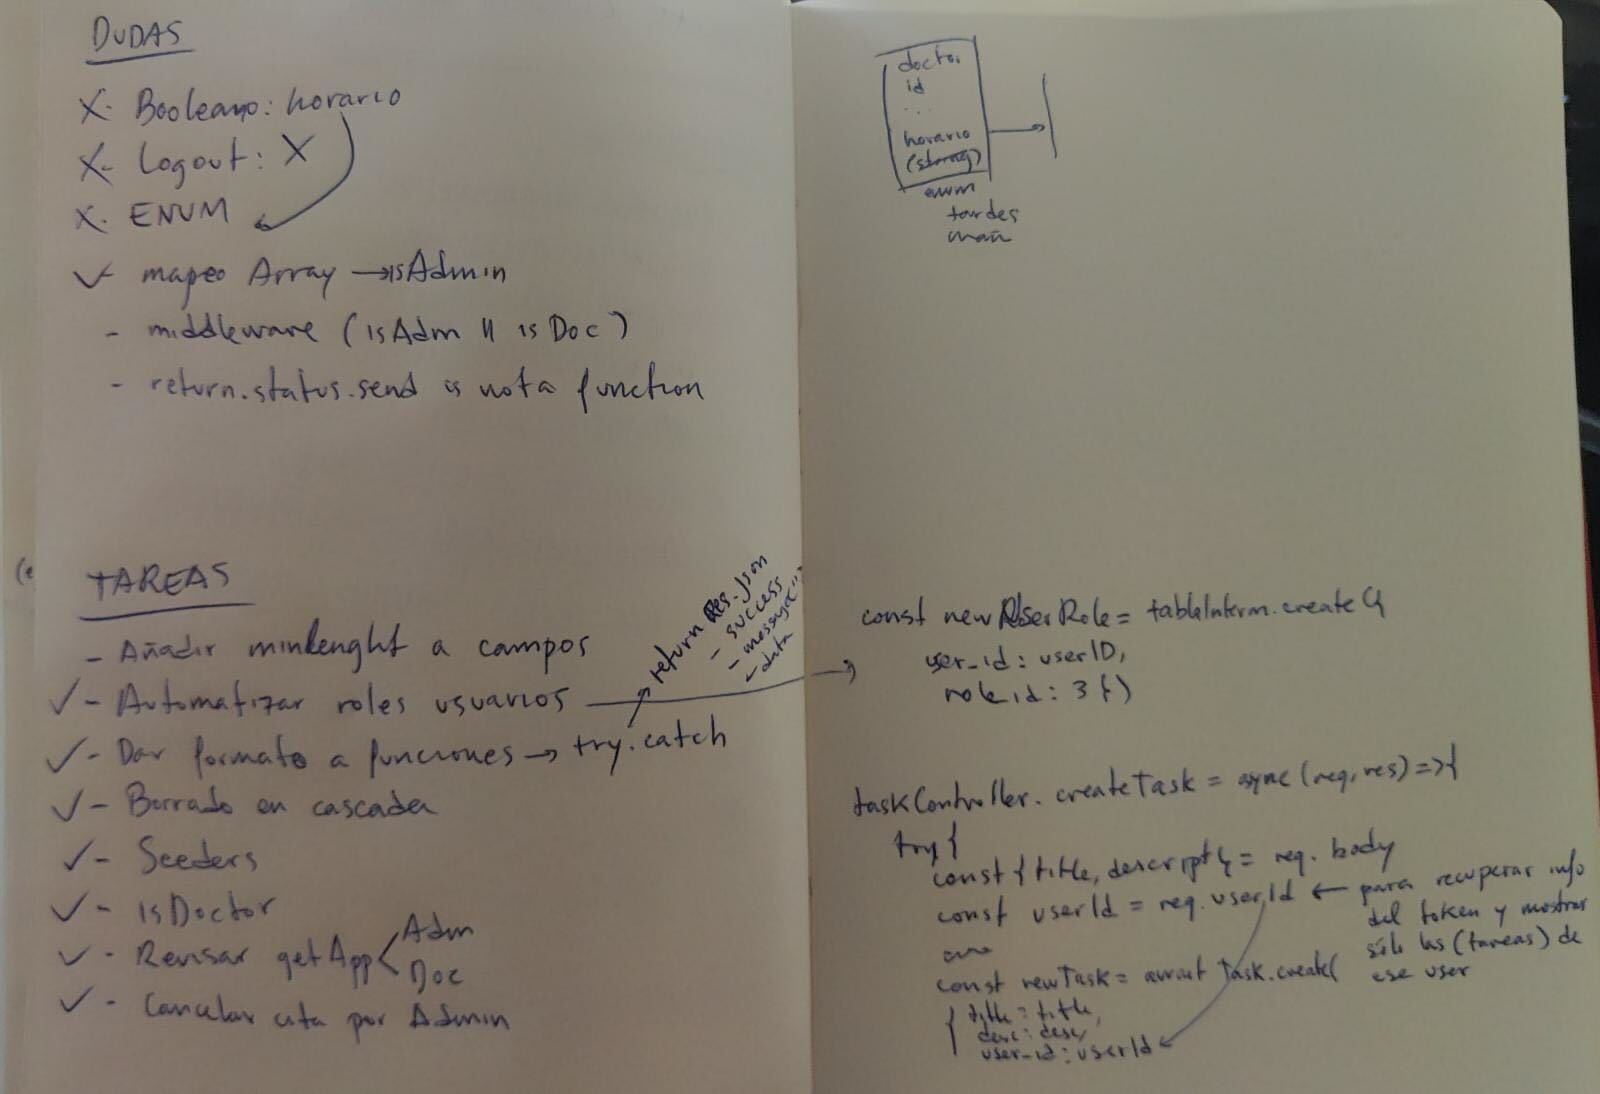 DUDAS
X- Booleano: horario
X- Logout: X
X- ENUM
✓- mapeo Array → isAdmin
- middleware (isAdm || isDoc)
- return.status.send is not a function
TAREAS
- Añadir minlenght a campos
✓- Automatizar roles usuarios
✓- Dar formato a funciones → try.catch
return Res.json
- success
- message
- data
✓- Borrado en cascada
✓- Seeders
✓- isDoctor
✓- Revisar getApp < Adm
Doc
✓- Cancelar cita por Admin
doctor
id
...
horario
(string)
enum
tardes
mañ
const newUserRole = tableInterm.create({
user_id: userID,
role_id: 3})
taskController.createTask = async (req, res) => {
try {
const {title, descript} = req.body
const userId = req.userId ← para recuperar info
del token y mostrar
sólo las (tareas) de
ese user
const newTask = await Task.create(
{ title: title,
desc: desc,
user_id: userId